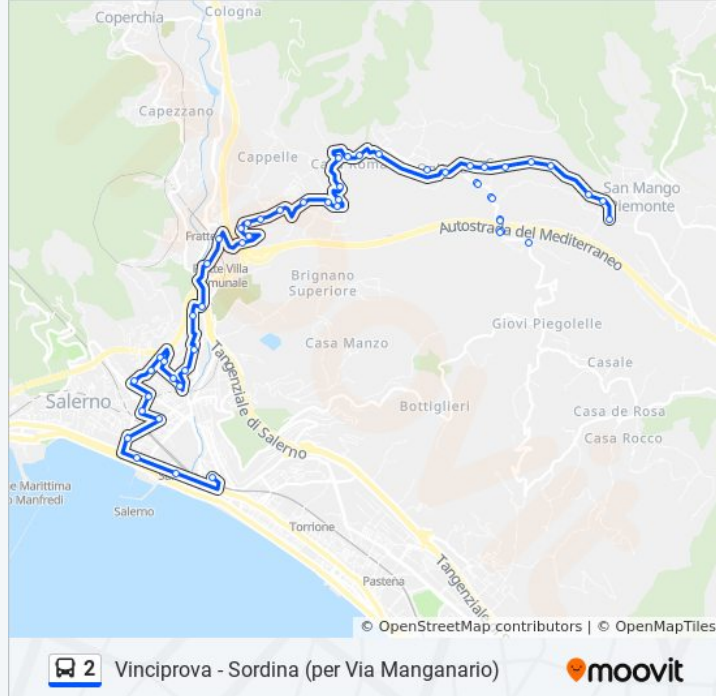 Cologna
Coperchia
Capezzano
Cappelle
San Mango
Piemonte
Autostrada del Mediterraneo
Brignano
Superiore
Giovi Piegolelle
Casa Manzo
Casale
Tangenziale di Salerno
Salerno
Bottiglieri
Casa de Rosa
Casa Rocco
e Marittima
o Manfredi
Salerno
Torrione
Pastena
Tangenziale
© OpenStreetMap contributors | © OpenMapTiles
2 Vinciprova - Sordina (per Via Manganario) moovit